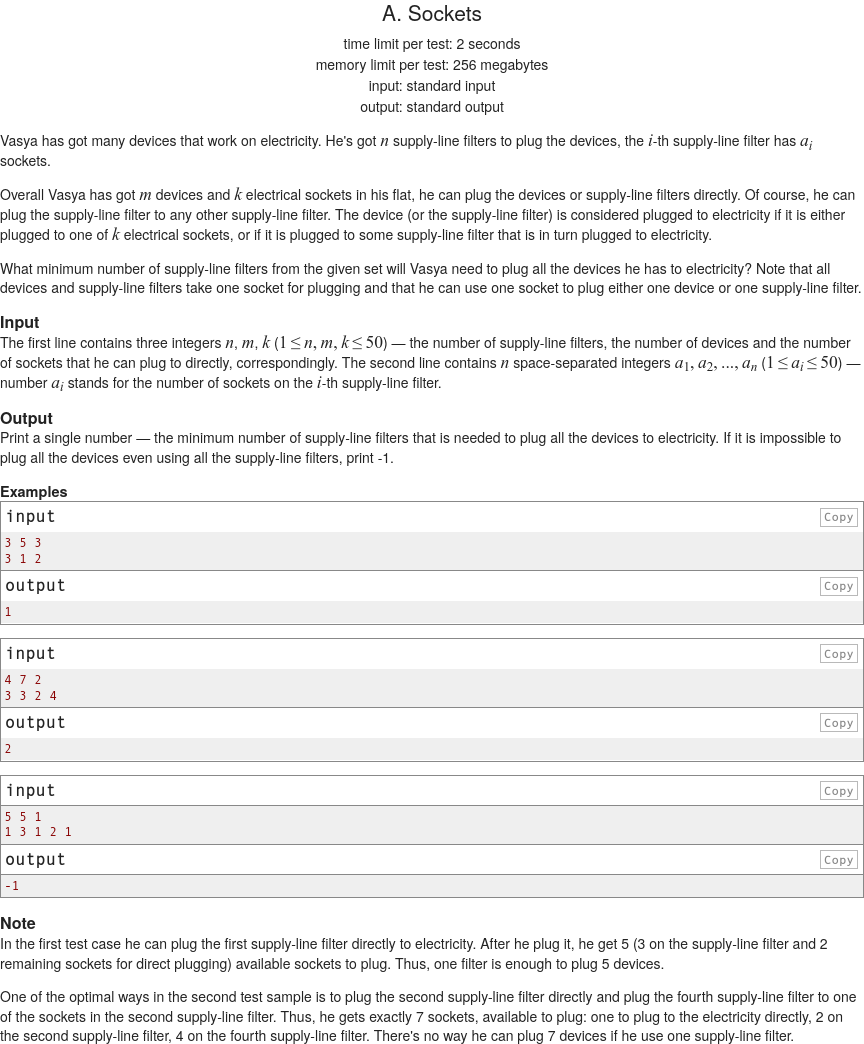 A. Sockets
time limit per test: 2 seconds
memory limit per test: 256 megabytes
input: standard input
output: standard output
Vasya has got many devices that work on electricity. He's got n supply-line filters to plug the devices, the i-th supply-line filter has a_i
sockets.
Overall Vasya has got m devices and k electrical sockets in his flat, he can plug the devices or supply-line filters directly. Of course, he can
plug the supply-line filter to any other supply-line filter. The device (or the supply-line filter) is considered plugged to electricity if it is either
plugged to one of k electrical sockets, or if it is plugged to some supply-line filter that is in turn plugged to electricity.
What minimum number of supply-line filters from the given set will Vasya need to plug all the devices he has to electricity? Note that all
devices and supply-line filters take one socket for plugging and that he can use one socket to plug either one device or one supply-line filter.
Input
The first line contains three integers n, m, k (1 ≤ n, m, k ≤ 50) — the number of supply-line filters, the number of devices and the number
of sockets that he can plug to directly, correspondingly. The second line contains n space-separated integers a_1, a_2, ..., a_n (1 ≤ a_i ≤ 50) —
number a_i stands for the number of sockets on the i-th supply-line filter.
Output
Print a single number — the minimum number of supply-line filters that is needed to plug all the devices to electricity. If it is impossible to
plug all the devices even using all the supply-line filters, print -1.
Examples
input Copy
3 5 3
3 1 2
output Copy
1
input Copy
4 7 2
3 3 2 4
output Copy
2
input Copy
5 5 1
1 3 1 2 1
output Copy
-1
Note
In the first test case he can plug the first supply-line filter directly to electricity. After he plug it, he get 5 (3 on the supply-line filter and 2
remaining sockets for direct plugging) available sockets to plug. Thus, one filter is enough to plug 5 devices.
One of the optimal ways in the second test sample is to plug the second supply-line filter directly and plug the fourth supply-line filter to one
of the sockets in the second supply-line filter. Thus, he gets exactly 7 sockets, available to plug: one to plug to the electricity directly, 2 on
the second supply-line filter, 4 on the fourth supply-line filter. There's no way he can plug 7 devices if he use one supply-line filter.